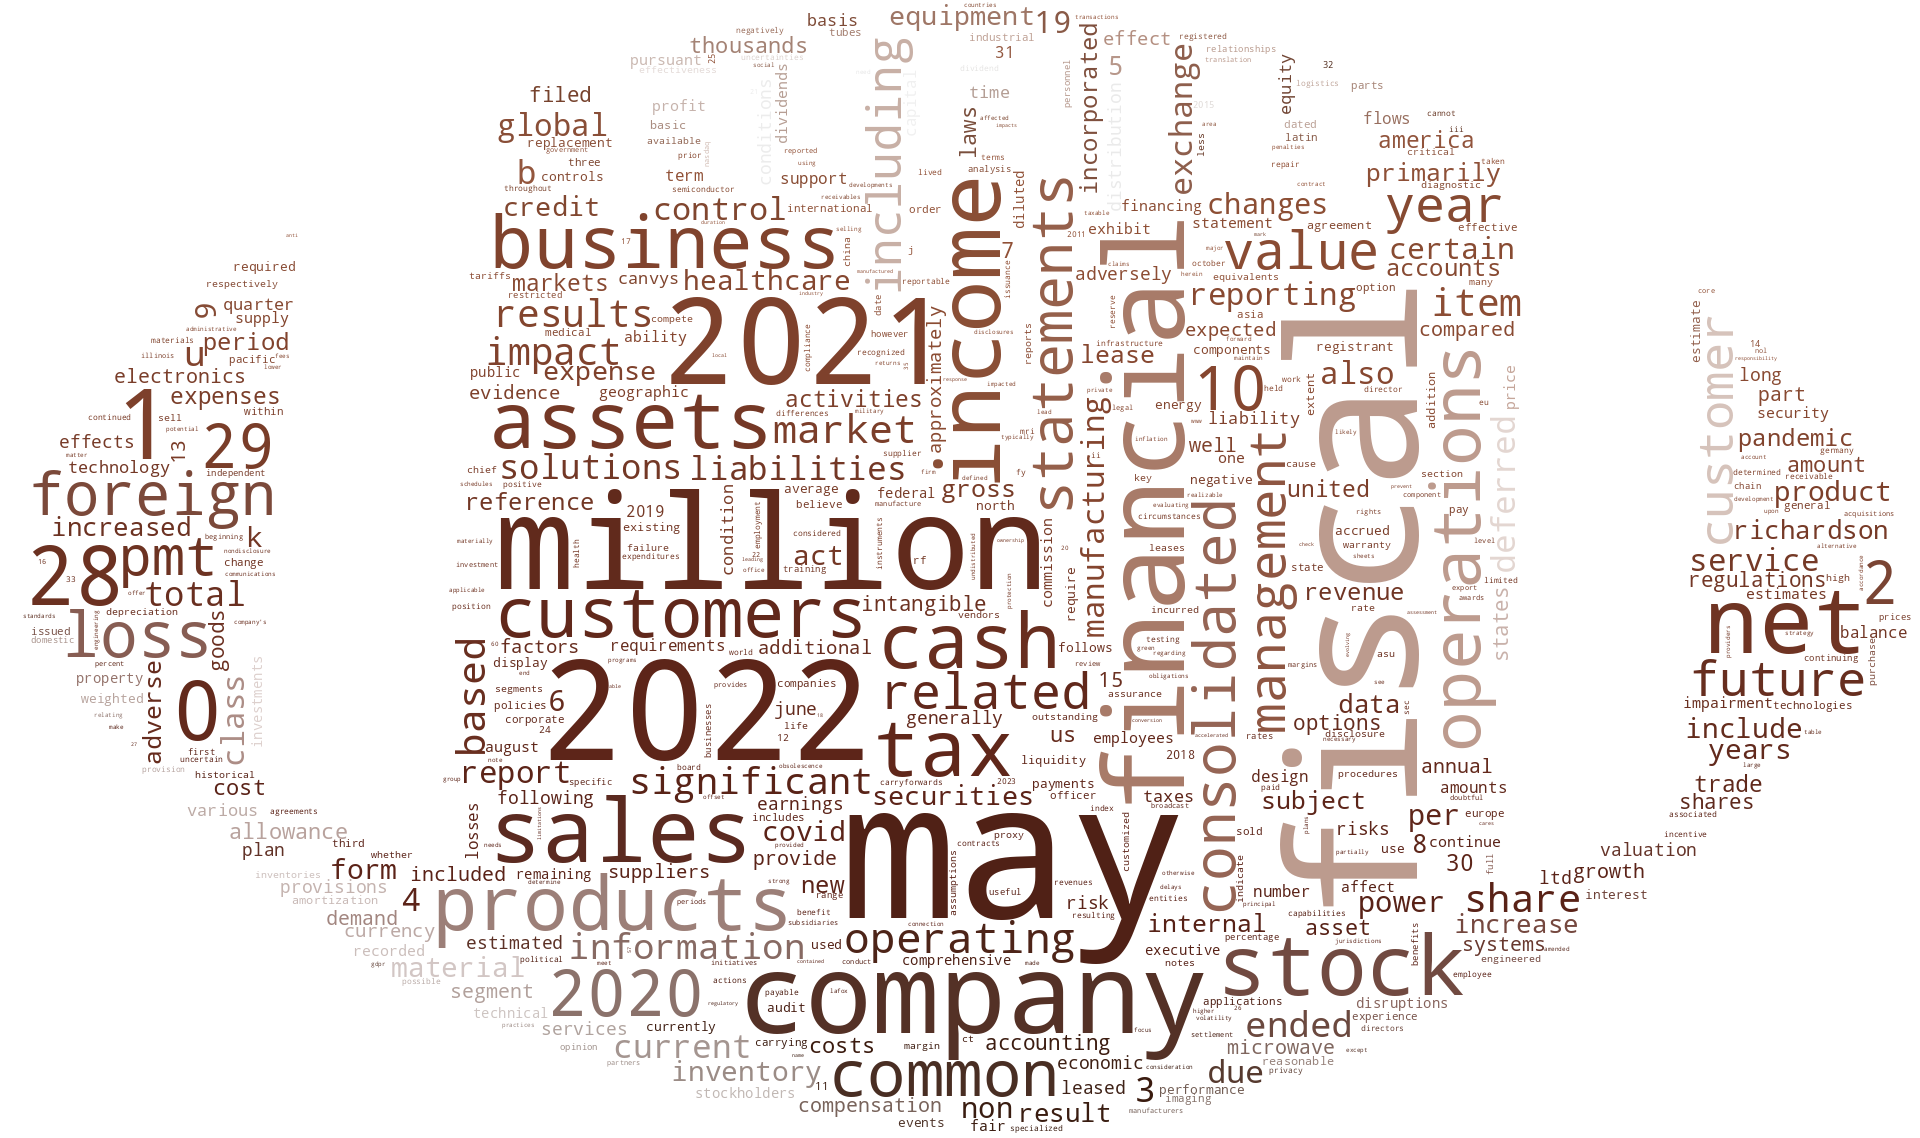 countries
transactions
basis
equipment
19
negatively
tubes
thousands
industrial
effect
registered
pursuant
25
uncertainties
31
relationships
effectiveness
social
dividend
5
translation
32
filed
profit
conditions
dividends
including
capital
time
personnel
distribution
exchange
equity
logistics
parts
global
basic
affected
impacts
incorporated
2015
dated
flows
cannot
replacement
available
laws
area
latin
america
iii
government
three
prior
nasdaq
reported
terms
less
penalties
critical
b
controls
term
using
analysis
repair
primarily
taken
throughout
semiconductor
support
developments
lived
contract
diagnostic
credit
control
international
receivables
order
diluted
financing
changes
year
anti
business
17
selling
china
j
income
statements
exhibit
2011
statement
agreement
effective
required
tariffs
markets
canvys
healthcare
manufactured
7
adversely
claims
october
value
certain
respectively
restricted
industry
date
reportable
issuance
herein
equivalents
accounts
many
9
quarter
results
2021
reporting
option
item
core
supply
compete
however
disclosures
reserve
asia
administrative
medical
ability
expected
compared
estimate
customer
materials
period
impact
compliance
recognized
approximately
reports
infrastructure
forward
14
u
pacific
fees
public
expense
local
returns
35
lease
components
registrant
nol
illinois
lower
evidence
geographic
activities
response
impacted
maintain
also
responsibility
electronics
private
10
held
work
director
long
1
expenses
assets
differences
military
lead
legal
energy
liability
extent
eu
price
part
continued
sell
within
market
mri
addition
security
effects
potential
13
29
supplier
typically
manufacturing
well
likely
pandemic
matter
solutions
liabilities
firm
ii
inflation
one
cause
section
account
germany
technology
independent
chief
positive
defined
fy
key
negative
component
determined
amount
receivable
foreign
schedules
average
federal
gross
financial
realizable
united
prevent
chain
product
increased
reference
2019
believe
manufacture
north
evaluating
rights
pay
development
general
acquisitions
beginning
k
million
existing
condition
considered
commission
circumstances
accrued
level
upon
richardson
28
pmt
nondisclosure
failure
employment
act
instruments
rf
ownership
leases
check
warranty
operations
deferred
alternative
16
33
change
materially
expenditures
health
22
leading
training
20
state
sheets
service
communications
investment
office
undistributed
require
consolidated
management
export
limited
regulations
high
accordance
total
offer
applicable
protection
revenue
awards
estimates
2
standards
depreciation
position
customers
intangible
incurred
rate
states
net
prices
issued
loss
goods
company's
vendors
testing
assessment
strategy
balance
domestic
engineering
60
factors
requirements
additional
cash
follows
green
regarding
asu
providers
continuing
percent
display
programs
world
review
margins
evolving
future
purchase
property
adverse
class
investments
end
2022
obligations
see
weighted
segments
provides
companies
related
15
assurance
data
impairment
technologies
relating
0
policies
6
june
18
generally
outstanding
conversion
options
sec
include
table
make
corporate
businesses
life
us
employees
disclosure
27
first
24
12
tax
2018
accelerated
rates
necessary
years
uncertain
based
august
note
board
obsolescence
liquidity
design
procedures
annual
large
provision
report
group
specific
significant
carryforwards
2023
payments
paid
trade
historical
following
offset
securities
officer
taxes
subject
amounts
doubtful
shares
cost
various
agreements
losses
limitations
earnings
index
broadcast
per
europe
associated
allowance
sales
includes
covid
provided
may
proxy
customized
sold
plans
risks
cares
incentive
plan
third
needs
provide
contracts
partially
use
8
continue
valuation
whether
form
included
remaining
suppliers
assumptions
otherwise
fiscal
30
full
growth
inventories
provisions
determine
strong
new
useful
revenues
delays
indicate
number
affect
ltd
interest
amortization
4
products
periods
range
risk
entities
principal
power
share
demand
benefit
resulting
capabilities
currency
subsidiaries
connection
internal
asset
increase
recorded
estimated
information
used
operating
percentage
jurisdictions
systems
amended
gdpr
material
political
meet
initiatives
contained
conduct
comprehensive
made
executive
notes
benefits
engineered
possible
actions
stock
employee
segment
2020
payable
lafox
company
applications
disruptions
technical
regulatory
audit
higher
volatility
26
experience
practices
services
currently
focus
ended
directors
opinion
current
carrying
costs
margin
ct
accounting
settlement
microwave
except
partners
name
economic
consideration
reasonable
inventory
11
common
leased
3
due
privacy
stockholders
performance
compensation
non
result
imaging
manufacturers
events
fair
specialized